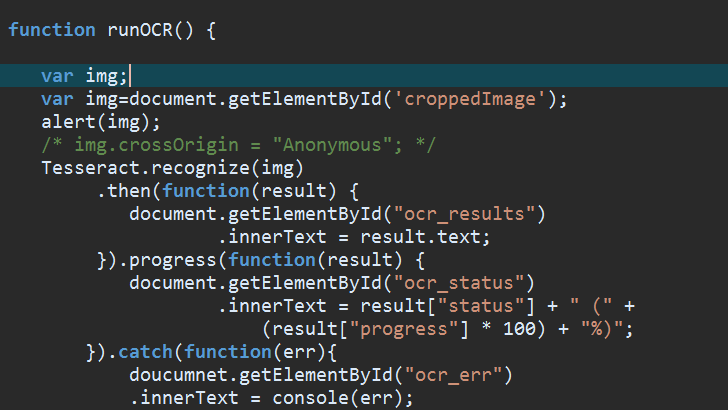 function runOCR() {
var img;
var img=document.getElementById('croppedImage');
alert(img);
/* img.crossOrigin = "Anonymous"; */
Tesseract.recognize(img)
.then(function(result) {
document.getElementById("ocr_results")
.innerText = result.text;
}).progress(function(result) {
document.getElementById("ocr_status")
.innerText = result["status"] + " (" +
(result["progress"] * 100) + "%)";
}).catch(function(err){
doucumnet.getElementById("ocr_err")
.innerText = console(err);